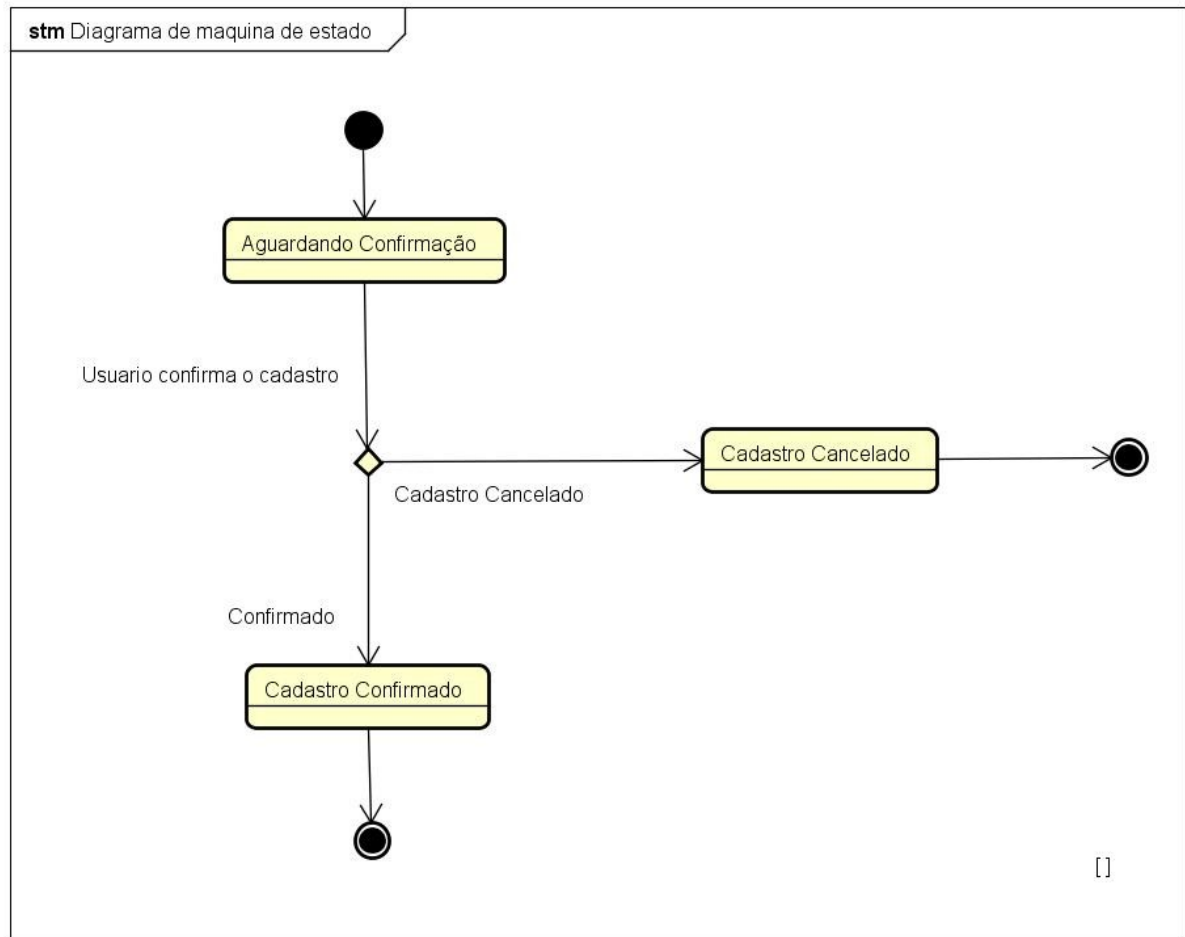 stm Diagrama de maquina de estado
Aguardando Confirmação
Usuario confirma o cadastro
Cadastro Cancelado
Cadastro Cancelado
Confirmado
Cadastro Confirmado
[ ]